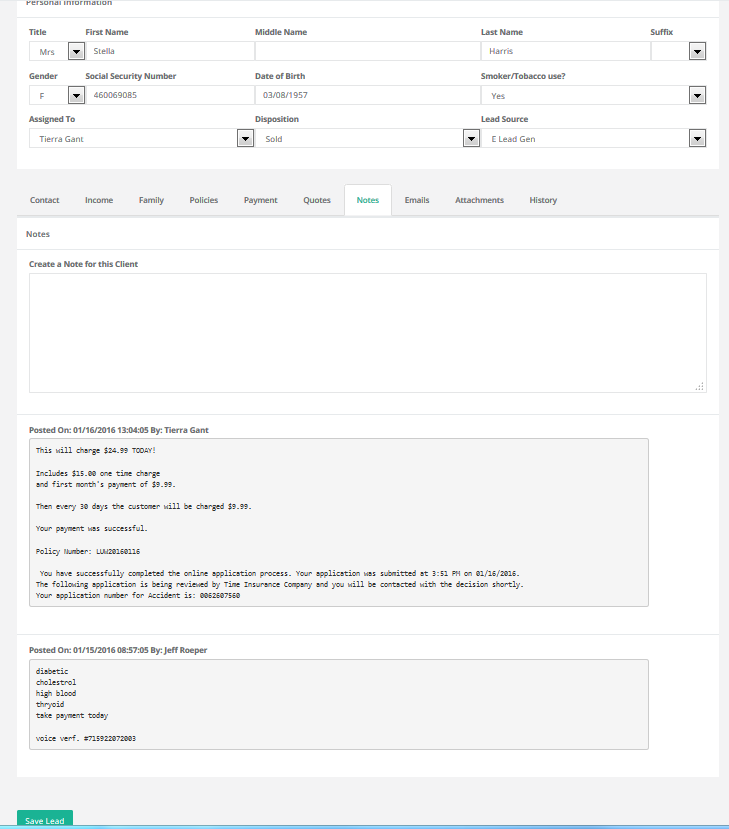 Personal Information
Title First Name Middle Name Last Name Suffix
Mrs Stella Harris
Gender Social Security Number Date of Birth Smoker/Tobacco use?
F 460069085 03/08/1957 Yes
Assigned To Disposition Lead Source
Tierra Gant Sold E Lead Gen
Contact Income Family Policies Payment Quotes Notes Emails Attachments History
Notes
Create a Note for this Client
Posted On: 01/16/2016 13:04:05 By: Tierra Gant
This will charge $24.99 TODAY!
Includes $15.00 one time charge
and first month's payment of $9.99.
Then every 30 days the customer will be charged $9.99.
Your payment was successful.
Policy Number: LUW20160116
You have successfully completed the online application process. Your application was submitted at 3:51 PM on 01/16/2016.
The following application is being reviewed by Time Insurance Company and you will be contacted with the decision shortly.
Your application number for Accident is: 0062607560
Posted On: 01/15/2016 08:57:05 By: Jeff Roeper
diabetic
cholestrol
high blood
thryoid
take payment today
voice verf. #715922072003
Save Lead